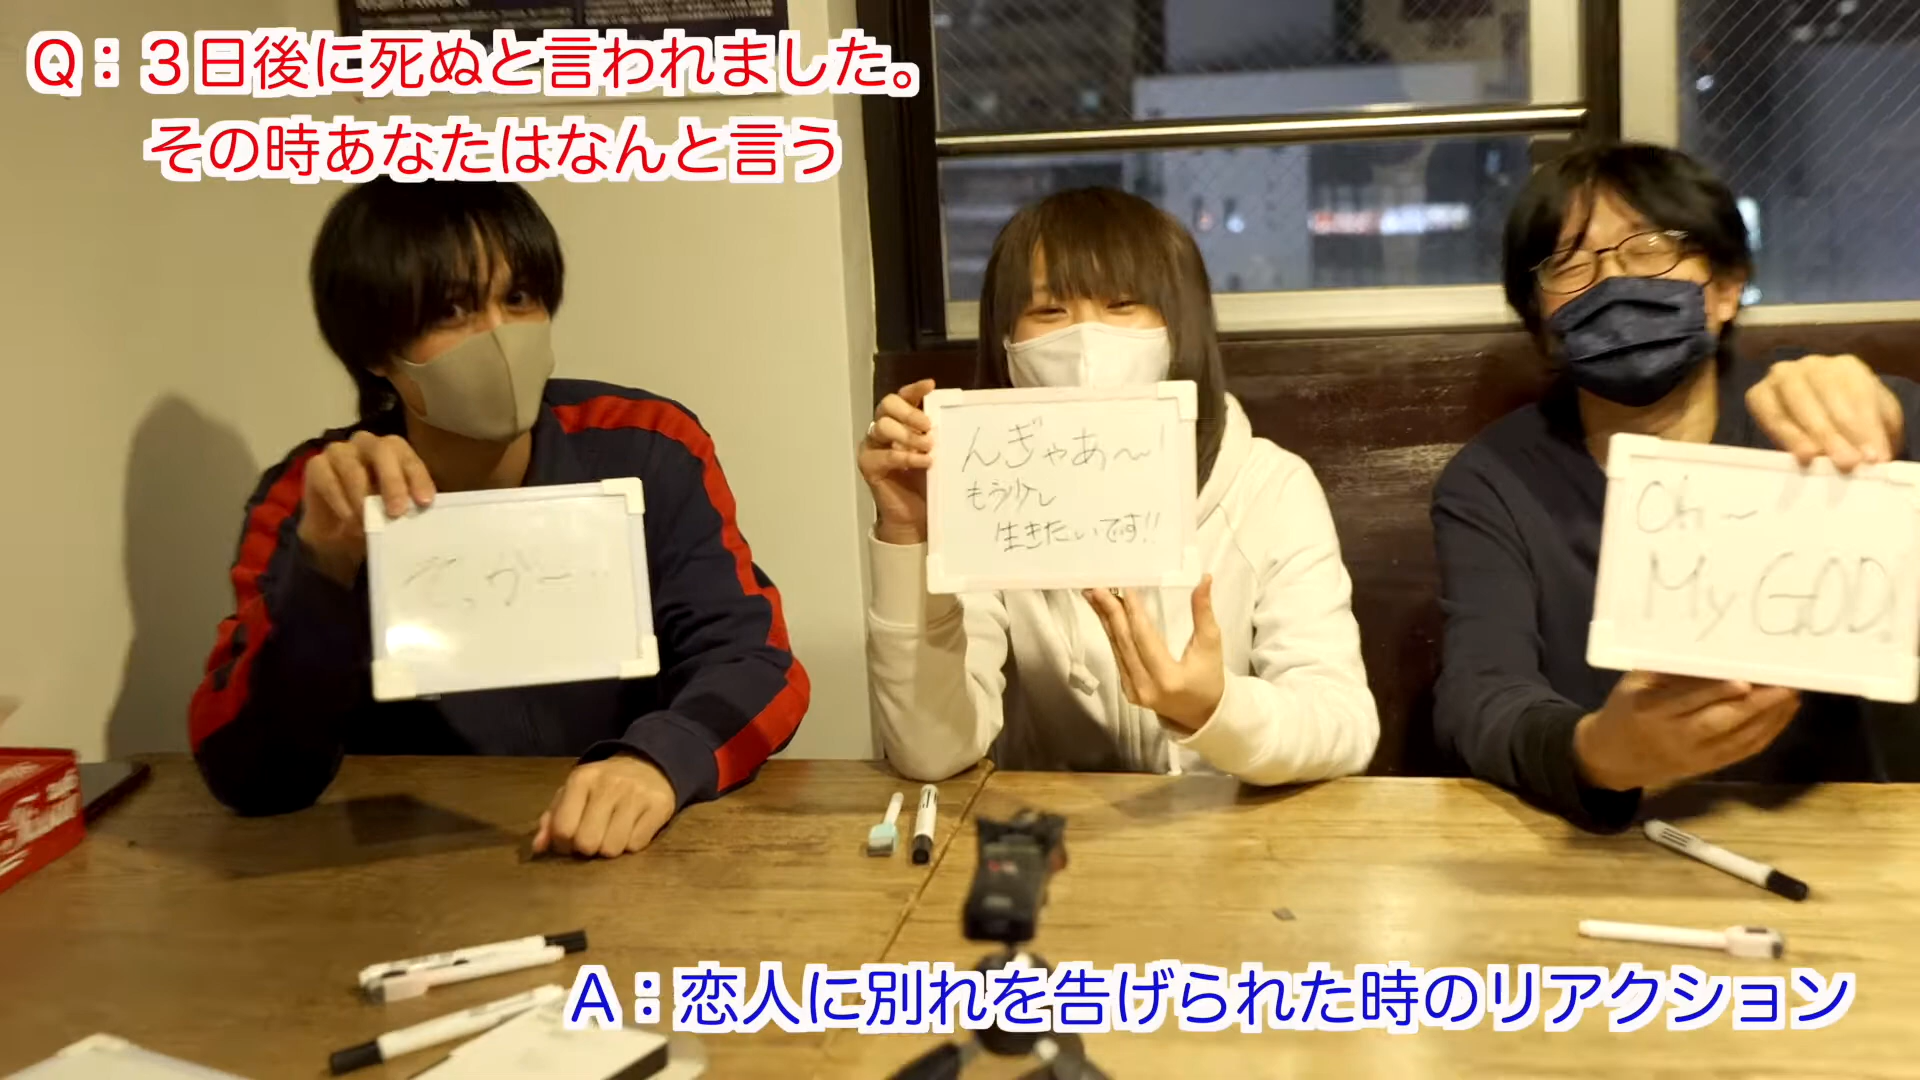 Q：３日後に死ぬと言われました。
その時あなたはなんと言う
んぎゃあ〜！
もう少し
生きたいです!!
Oh〜
My GOD!
A：恋人に別れを告げられた時のリアクション